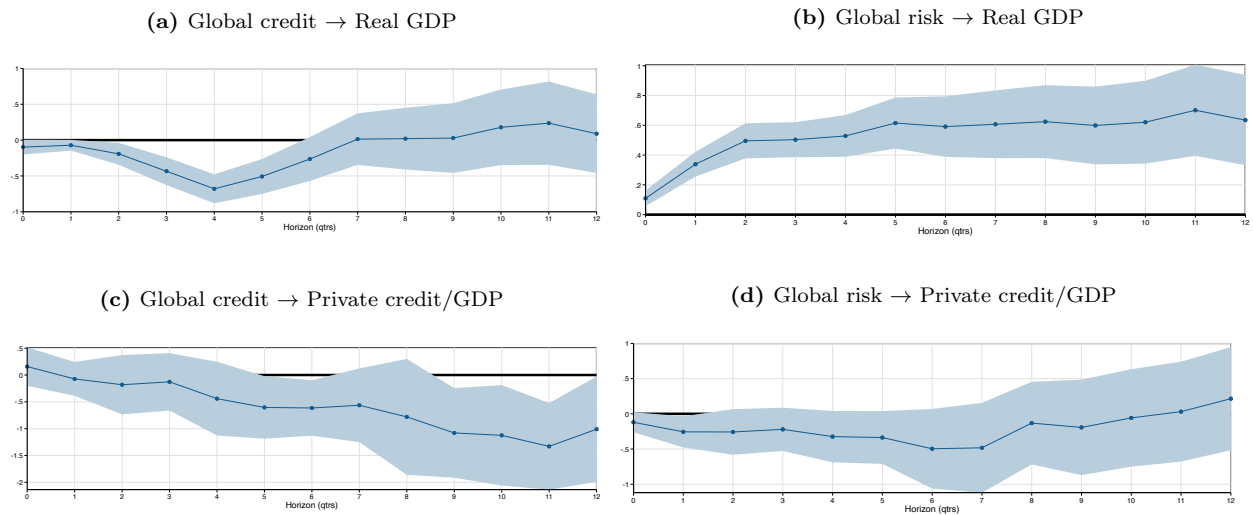 (a) Global credit → Real GDP
1
.5
0
-.5
-1
0 1 2 3 4 5 6 7 8 9 10 11 12
Horizon (qtrs)
(b) Global risk → Real GDP
1
.8
.6
.4
.2
0
0 1 2 3 4 5 6 7 8 9 10 11 12
Horizon (qtrs)
(c) Global credit → Private credit/GDP
.5
0
-.5
-1
-1.5
-2
0 1 2 3 4 5 6 7 8 9 10 11 12
Horizon (qtrs)
(d) Global risk → Private credit/GDP
1
.5
0
-.5
-1
0 1 2 3 4 5 6 7 8 9 10 11 12
Horizon (qtrs)